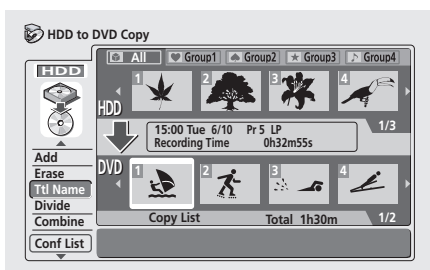 HDD to DVD Copy
All Group1 Group2 Group3 Group4
HDD
1 2 3 4
HDD
15:00 Tue 6/10 Pr 5 LP
Recording Time 0h32m55s
1/3
Add
Erase
Ttl Name
Divide
Combine
Conf List
DVD
1 2 3 4
Copy List Total 1h30m 1/2